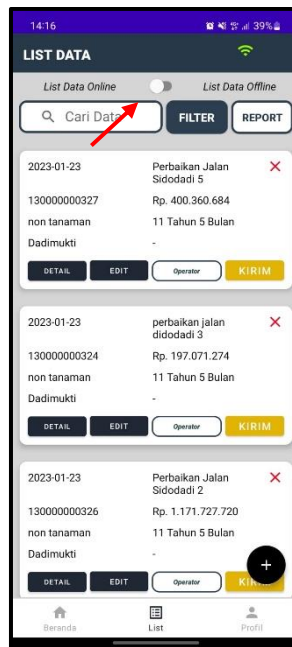 14:16 39%
LIST DATA
List Data Online List Data Offline
Cari Data FILTER REPORT
2023-01-23 Perbaikan Jalan
Sidodadi 5
130000000327 Rp. 400.360.684
non tanaman 11 Tahun 5 Bulan
Dadimukti -
DETAIL EDIT Operator KIRIM
2023-01-23 perbaikan jalan
didodadi 3
130000000324 Rp. 197.071.274
non tanaman 11 Tahun 5 Bulan
Dadimukti -
DETAIL EDIT Operator KIRIM
2023-01-23 Perbaikan Jalan
Sidodadi 2
130000000326 Rp. 1.171.727.720
non tanaman 11 Tahun 5 Bulan
Dadimukti -
DETAIL EDIT Operator +
Beranda List Profil